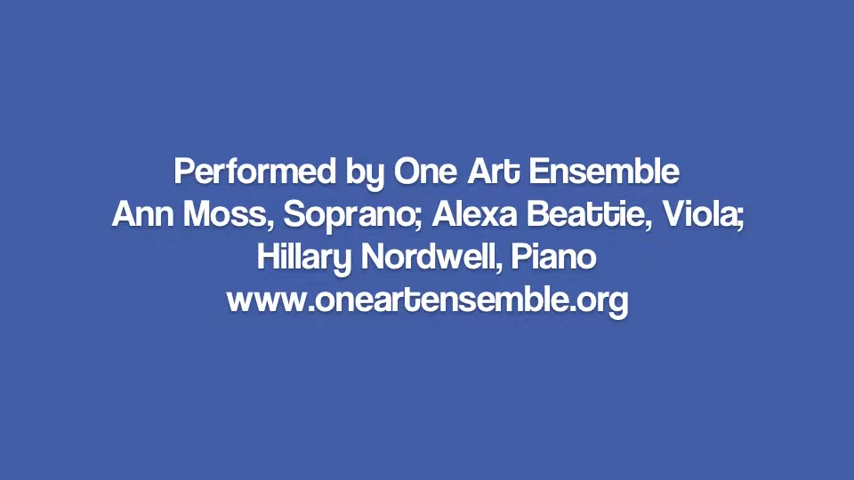 Performed by One Art Ensemble
Ann Moss, Soprano; Alexa Beattie, Viola;
Hillary Nordwell, Piano
www.oneartensemble.org